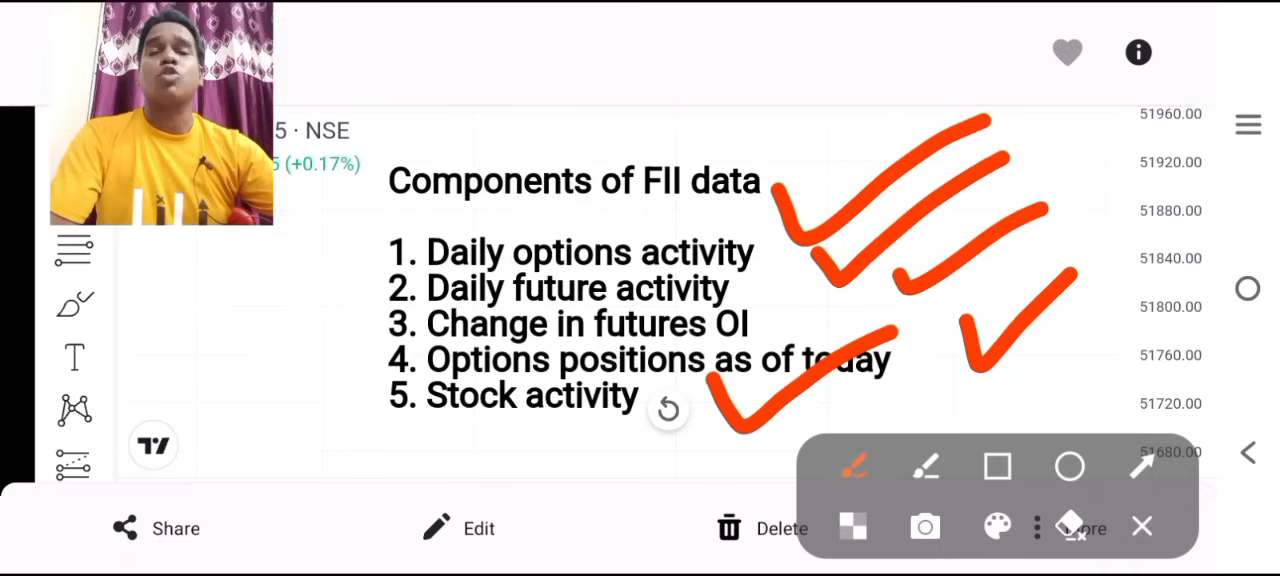 5 · NSE
5 (+0.17%)
Components of FII data
1. Daily options activity
2. Daily future activity
3. Change in futures OI
4. Options positions as of today
5. Stock activity
51960.00
51920.00
51880.00
51840.00
51800.00
51760.00
51720.00
51680.00
Share
Edit
Delete
More